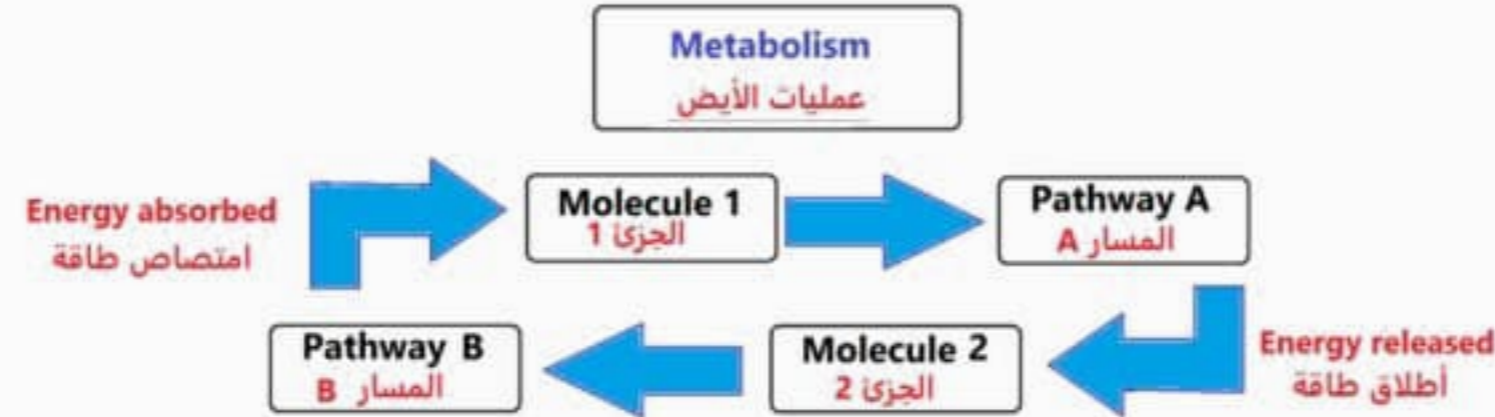 Metabolism
عمليات الأيض
Energy absorbed
امتصاص طاقة
Molecule 1
الجزئ 1
Pathway A
المسار A
Pathway B
المسار B
Molecule 2
الجزئ 2
Energy released
أطلاق طاقة